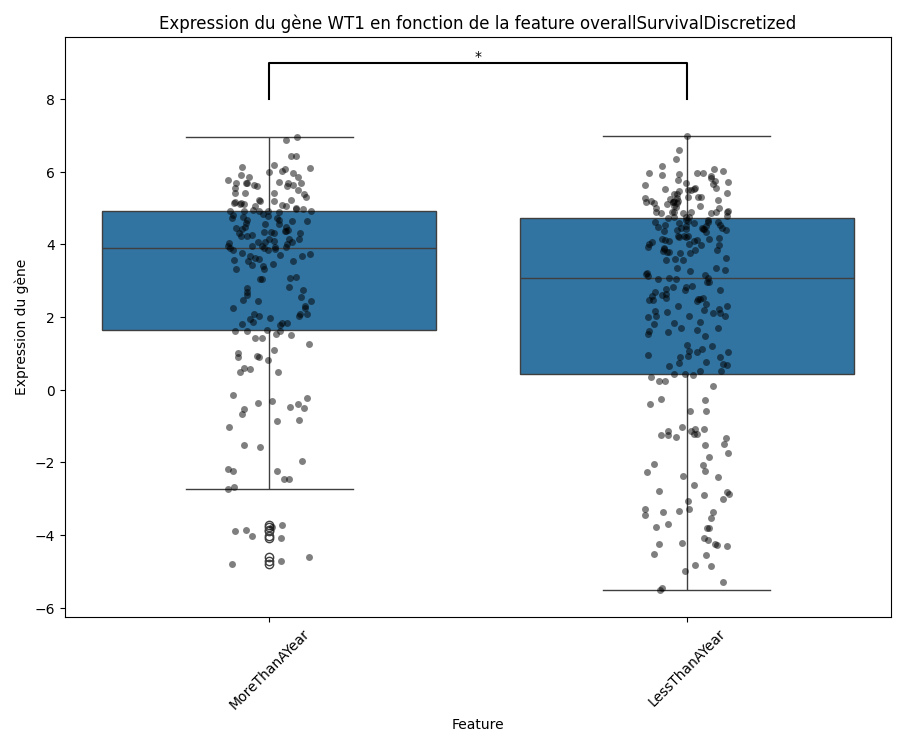 Expression du gène WT1 en fonction de la feature overallSurvivalDiscretized
*
8
6
4
2
0
−2
−4
−6
Expression du gène
MoreThanAYear
LessThanAYear
Feature